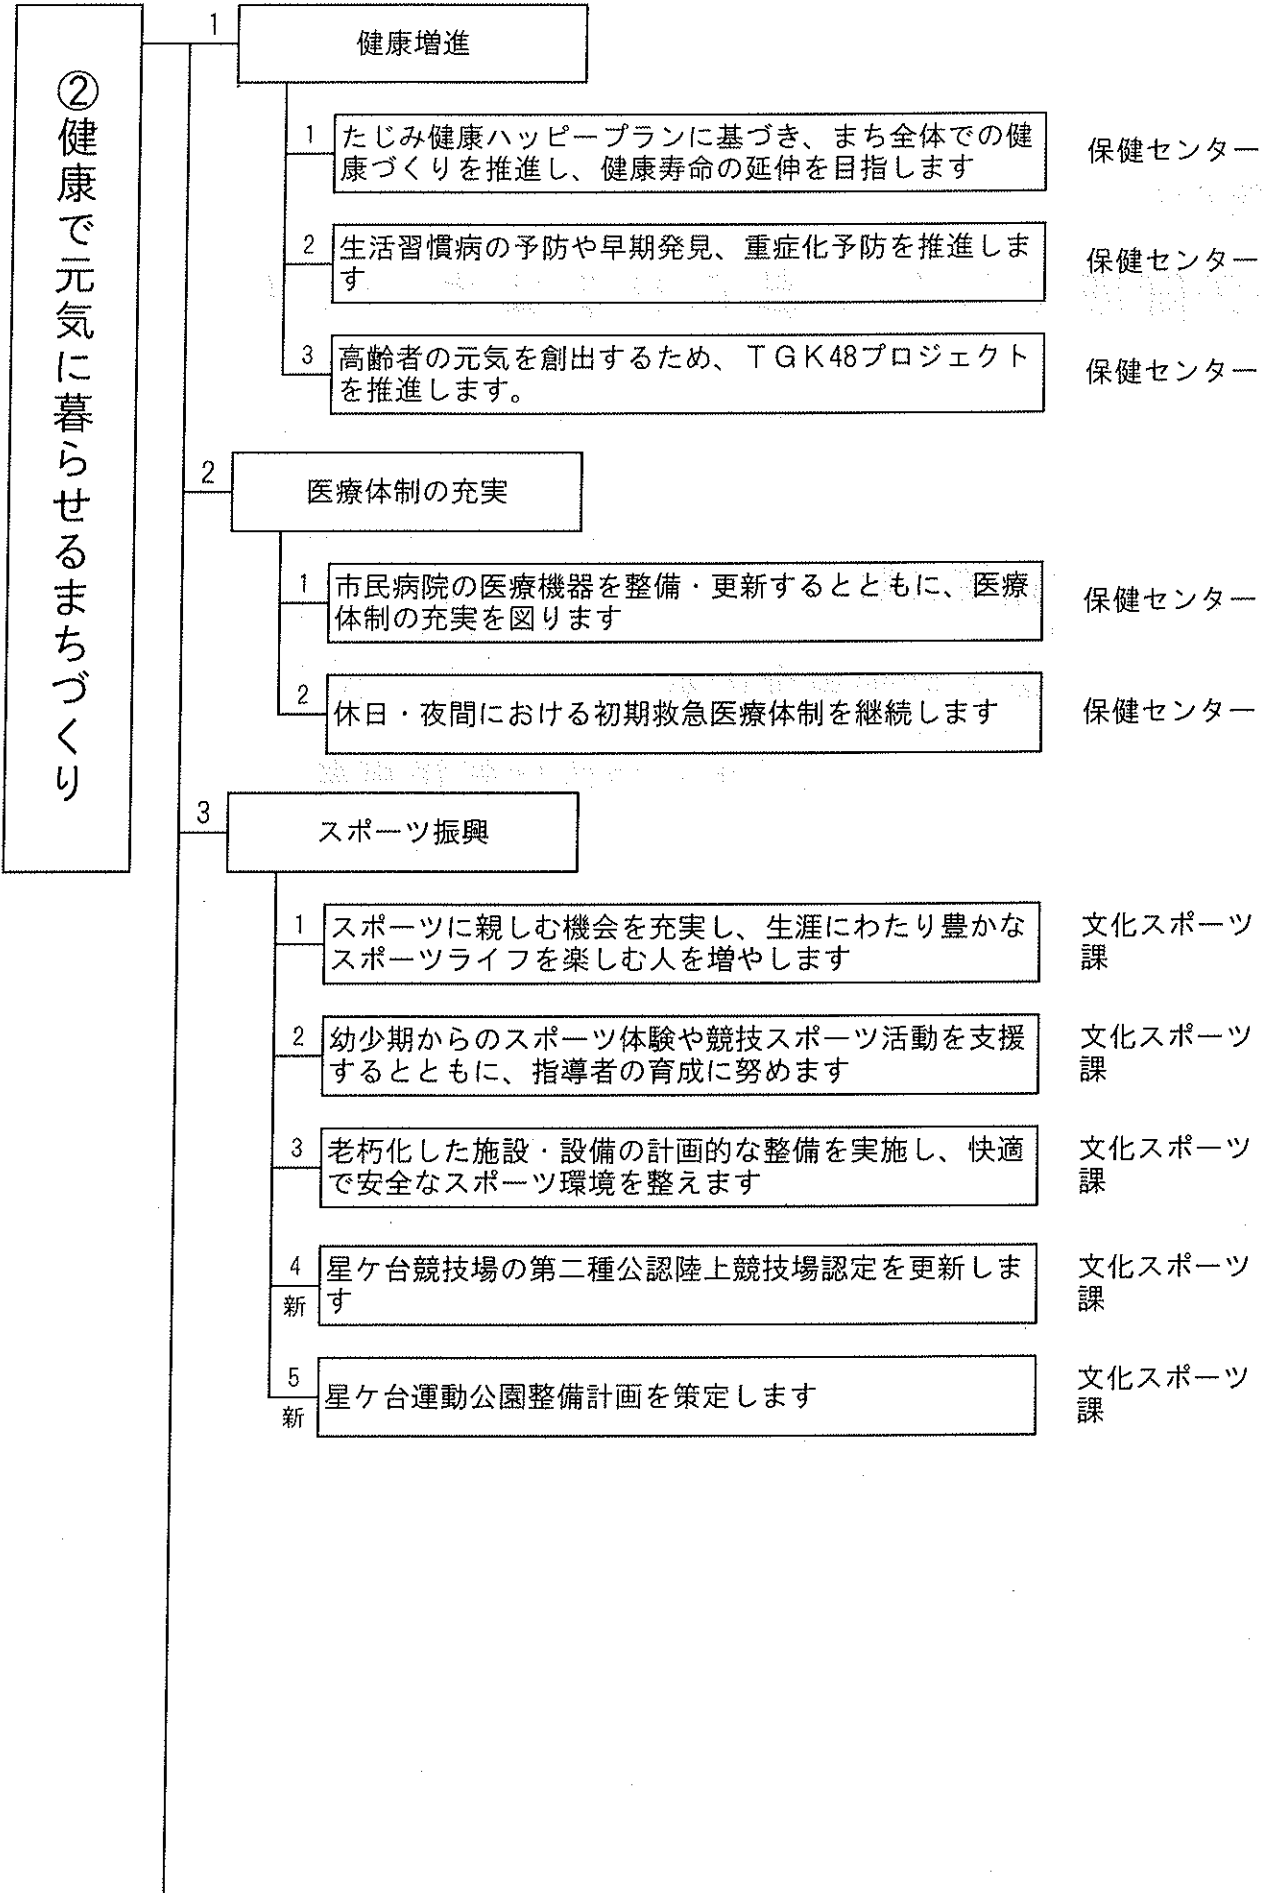 ②健康で元気に暮らせるまちづくり
1
健康増進
1
たじみ健康ハッピープランに基づき、まち全体での健
康づくりを推進し、健康寿命の延伸を目指します
保健センター
2
生活習慣病の予防や早期発見、重症化予防を推進しま
す
保健センター
3
高齢者の元気を創出するため、ＴＧＫ48プロジェクト
を推進します。
保健センター
2
医療体制の充実
1
市民病院の医療機器を整備・更新するとともに、医療
体制の充実を図ります
保健センター
2
休日・夜間における初期救急医療体制を継続します
保健センター
3
スポーツ振興
1
スポーツに親しむ機会を充実し、生涯にわたり豊かな
スポーツライフを楽しむ人を増やします
文化スポーツ
課
2
幼少期からのスポーツ体験や競技スポーツ活動を支援
するとともに、指導者の育成に努めます
文化スポーツ
課
3
老朽化した施設・設備の計画的な整備を実施し、快適
で安全なスポーツ環境を整えます
文化スポーツ
課
4
新
星ケ台競技場の第二種公認陸上競技場認定を更新しま
す
文化スポーツ
課
5
新
星ケ台運動公園整備計画を策定します
文化スポーツ
課